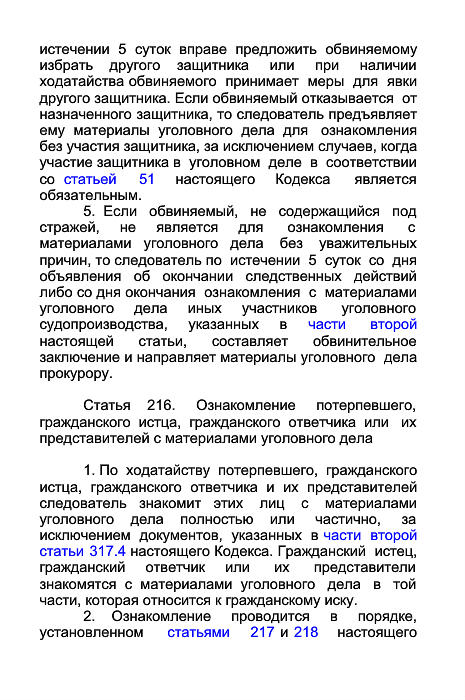 истечении 5 суток вправе предложить обвиняемому
избрать другого защитника или при наличии
ходатайства обвиняемого принимает меры для явки
другого защитника. Если обвиняемый отказывается от
назначенного защитника, то следователь предъявляет
ему материалы уголовного дела для ознакомления
без участия защитника, за исключением случаев, когда
участие защитника в уголовном деле в соответствии
со статьей 51 настоящего Кодекса является
обязательным.
5. Если обвиняемый, не содержащийся под
стражей, не является для ознакомления с
материалами уголовного дела без уважительных
причин, то следователь по истечении 5 суток со дня
объявления об окончании следственных действий
либо со дня окончания ознакомления с материалами
уголовного дела иных участников уголовного
судопроизводства, указанных в части второй
настоящей статьи, составляет обвинительное
заключение и направляет материалы уголовного дела
прокурору.
Статья 216. Ознакомление потерпевшего,
гражданского истца, гражданского ответчика или их
представителей с материалами уголовного дела
1. По ходатайству потерпевшего, гражданского
истца, гражданского ответчика и их представителей
следователь знакомит этих лиц с материалами
уголовного дела полностью или частично, за
исключением документов, указанных в части второй
статьи 317.4 настоящего Кодекса. Гражданский истец,
гражданский ответчик или их представители
знакомятся с материалами уголовного дела в той
части, которая относится к гражданскому иску.
2. Ознакомление проводится в порядке,
установленном статьями 217 и 218 настоящего